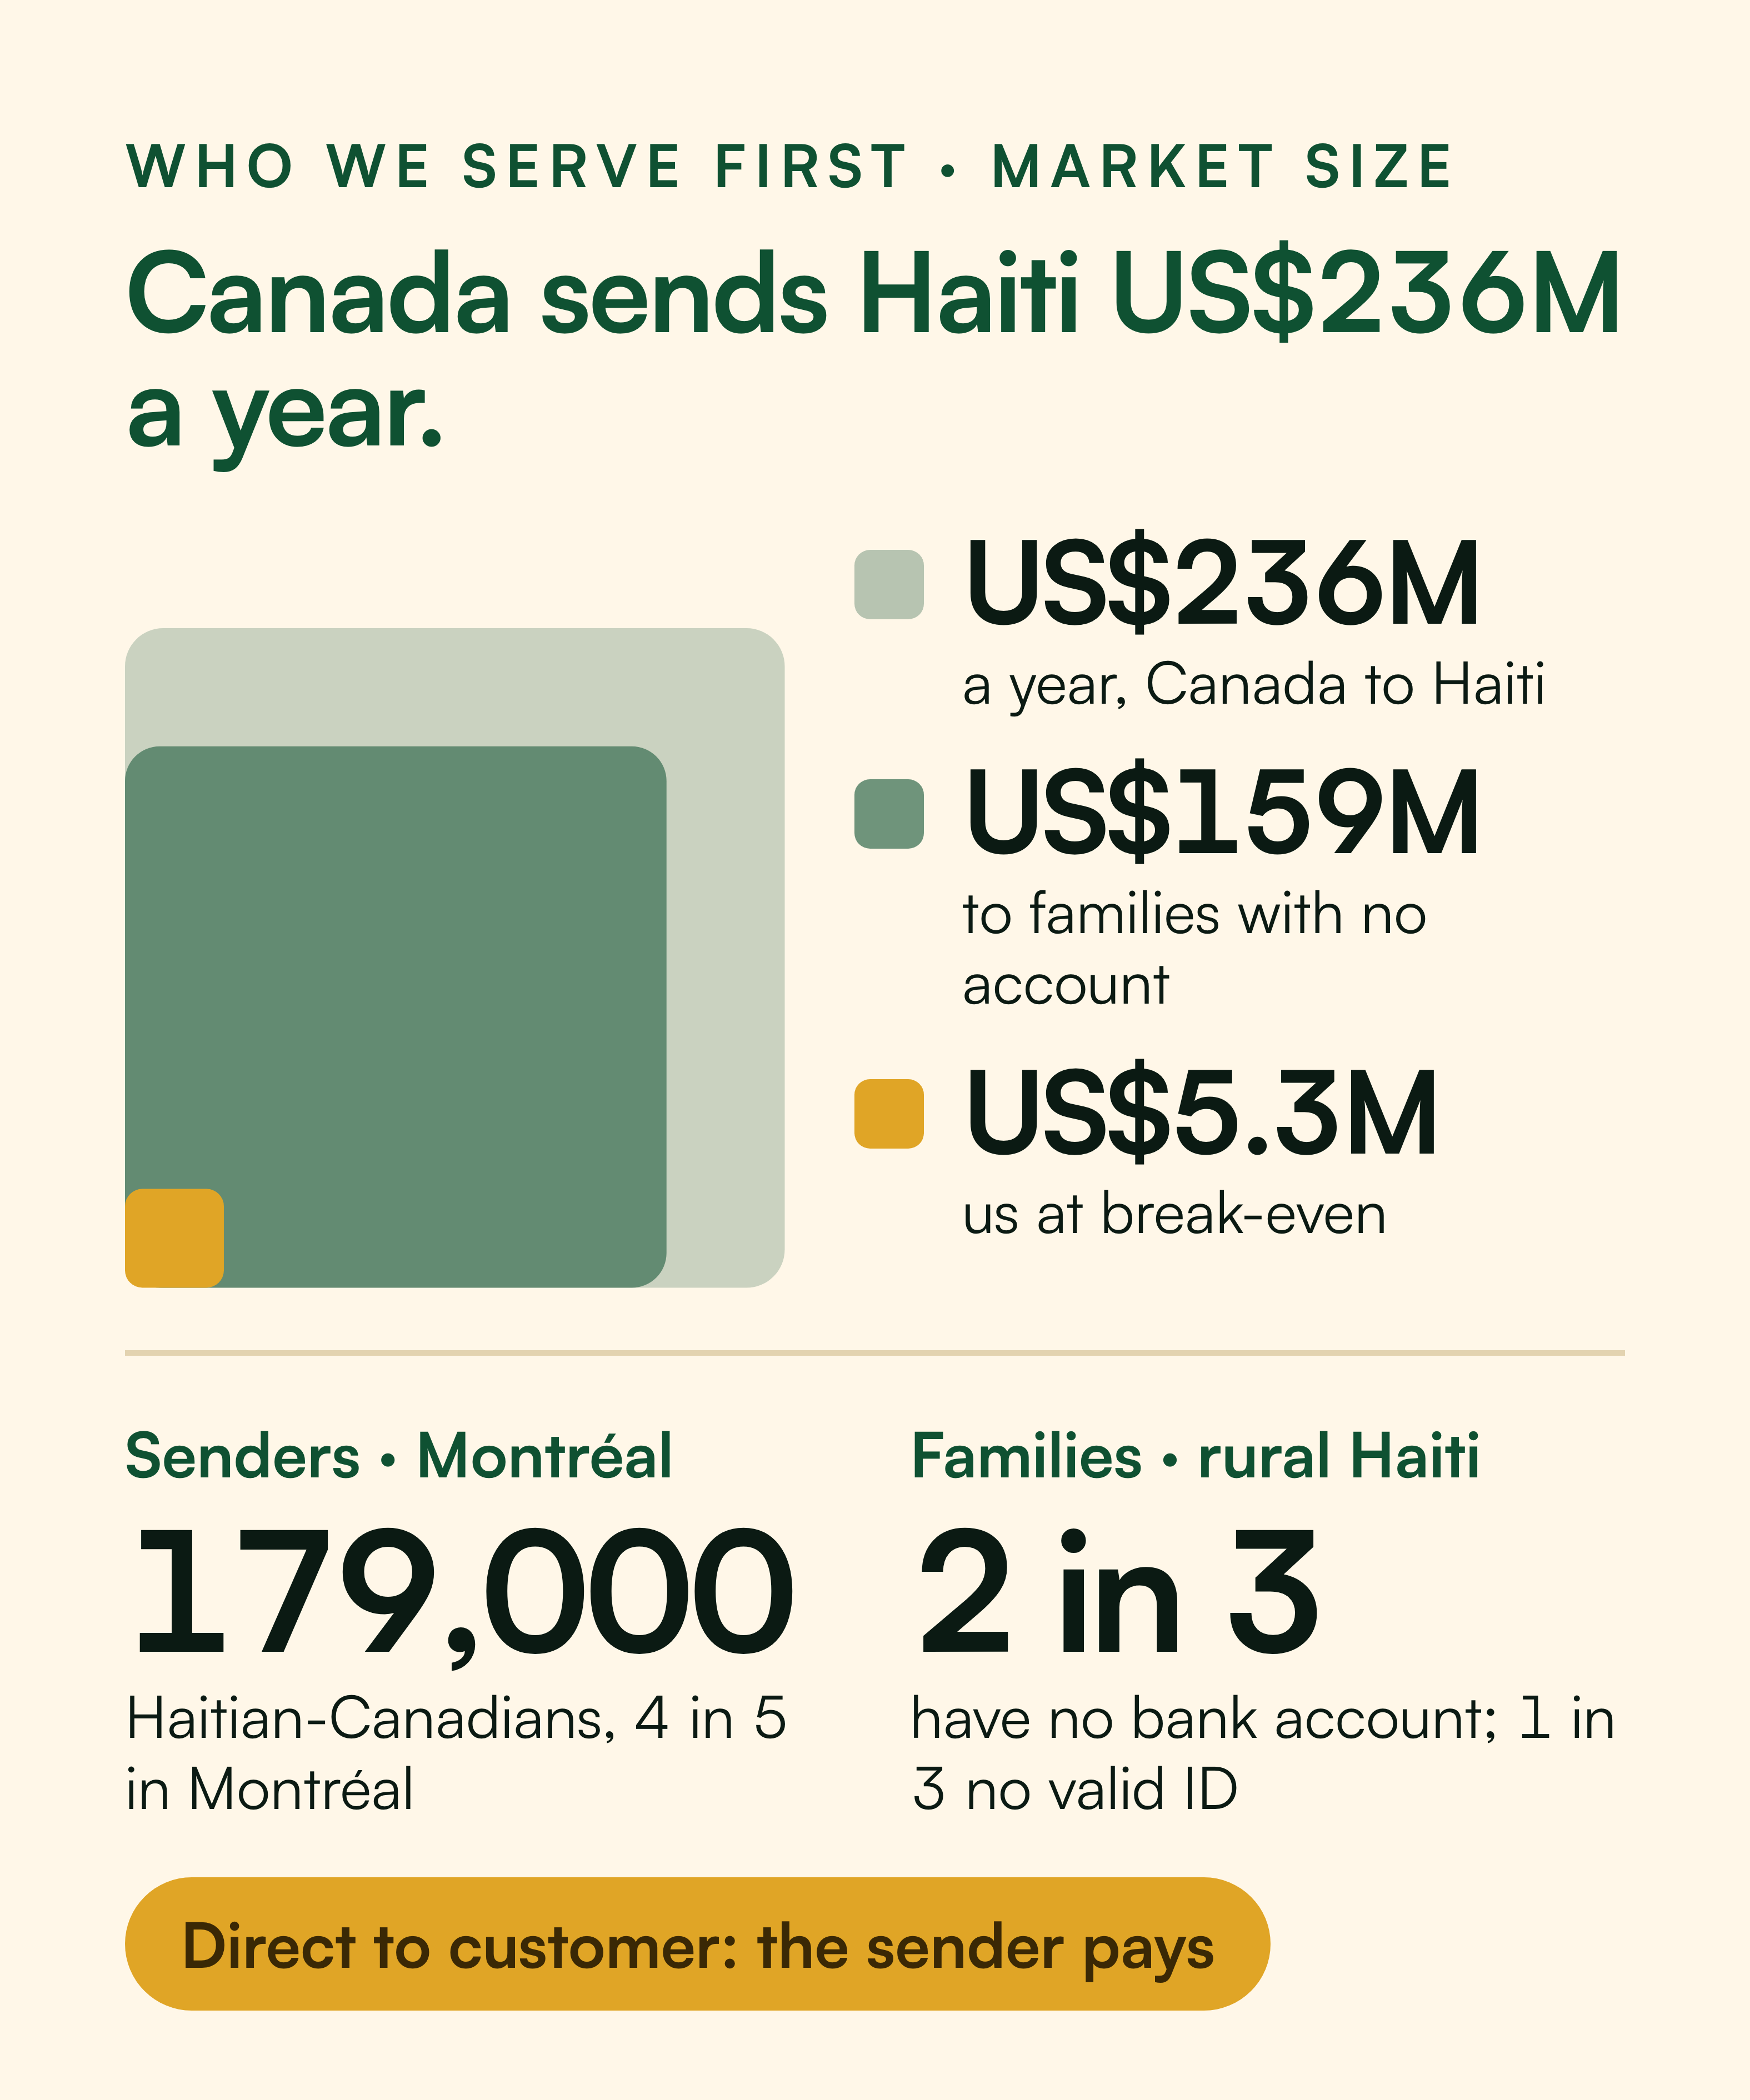 WHO WE SERVE FIRST • MARKET SIZE
Canada sends Haiti US$236M
a year.
US$236M
a year, Canada to Haiti
US$159M
to families with no
account
US$5.3M
us at break-even
Senders • Montréal
179,000
Haitian-Canadians, 4 in 5
in Montréal
Families • rural Haiti
2 in 3
have no bank account; 1 in
3 no valid ID
Direct to customer: the sender pays